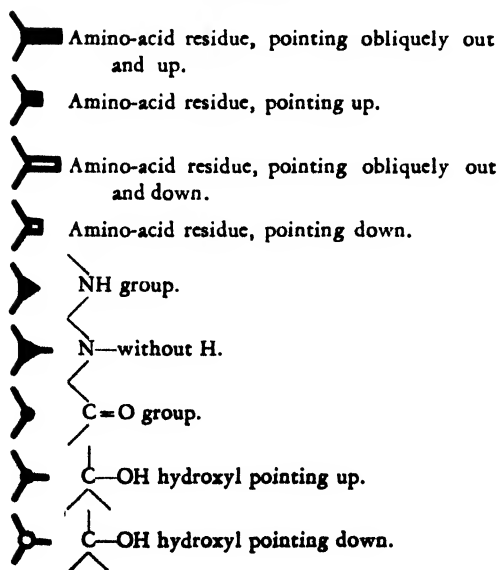 Amino-acid residue, pointing obliquely out
and up.
Amino-acid residue, pointing up.
Amino-acid residue, pointing obliquely out
and down.
Amino-acid residue, pointing down.
NH group.
N—without H.
C=O group.
C—OH hydroxyl pointing up.
C—OH hydroxyl pointing down.